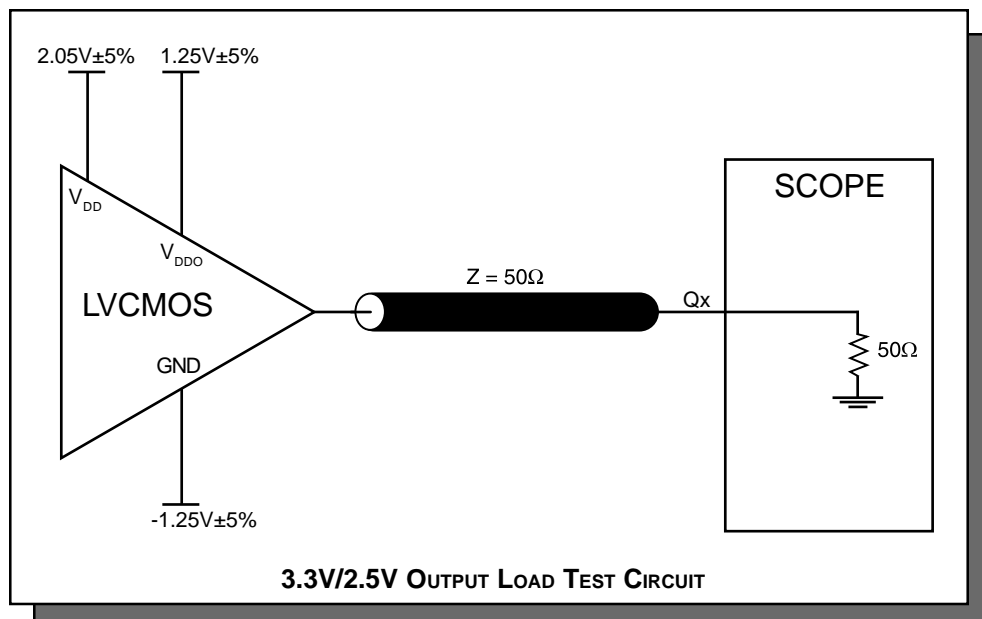 2.05V±5% 1.25V±5%
SCOPE
VDD
VDDO
Z = 50Ω
Qx
LVCMOS
50Ω
GND
-1.25V±5%
3.3V/2.5V OUTPUT LOAD TEST CIRCUIT